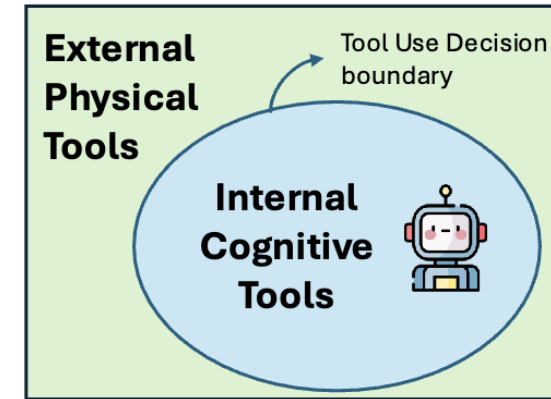 External
Physical
Tools
Tool Use Decision
boundary
Internal
Cognitive
Tools